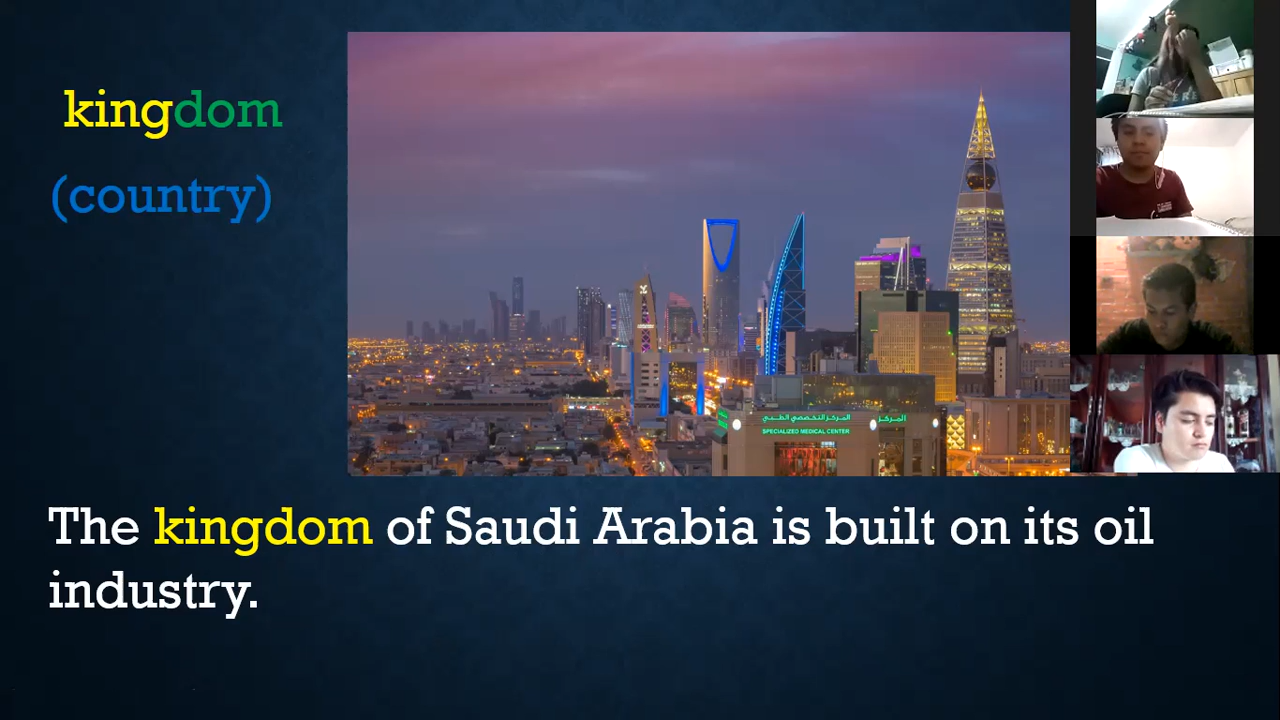 kingdom
(country)
المركز التخصصي الطبي
المركز
SPECIALIZED MEDICAL CENTER
The kingdom of Saudi Arabia is built on its oil
industry.